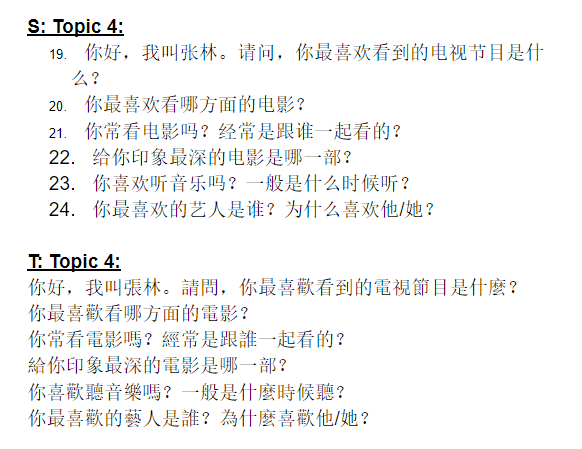 S: Topic 4:
19. 你好，我叫张林。请问，你最喜欢看到的电视节目是什
么？
20. 你最喜欢看哪方面的电影？
21. 你常看电影吗？经常是跟谁一起看的？
22. 给你印象最深的电影是哪一部？
23. 你喜欢听音乐吗？一般是什么时候听？
24. 你最喜欢的艺人是谁？为什么喜欢他/她？
T: Topic 4:
你好，我叫張林。請問，你最喜歡看到的電視節目是什麼？
你最喜歡看哪方面的電影？
你常看電影嗎？經常是跟誰一起看的？
給你印象最深的電影是哪一部？
你喜歡聽音樂嗎？一般是什麼時候聽？
你最喜歡的藝人是誰？為什麼喜歡他/她？